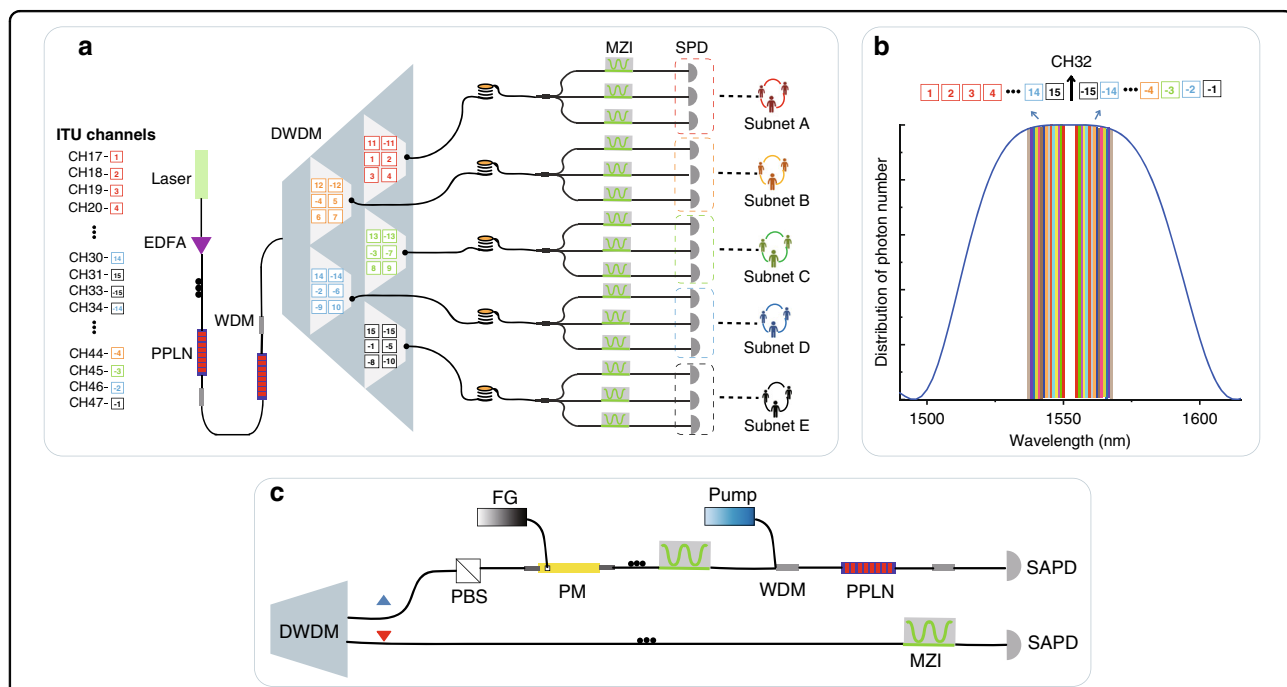 a
MZI
SPD
DWDM
ITU channels
CH17- 1
CH18- 2
CH19- 3
CH20- 4
CH30- 14
CH31- 15
CH33- -15
CH34- -14
CH44- -4
CH45- -3
CH46- -2
CH47- -1
Laser
EDFA
PPLN
WDM
11 -11
1 2
3 4
12 -12
-4 5
6 7
13 -13
-3 -7
8 9
14 -14
-2 -6
-9 10
15 -15
-1 -5
-8 -10
Subnet A
Subnet B
Subnet C
Subnet D
Subnet E
b
CH32
1 2 3 4 ••• 14 15 -15 -14 ••• -4 -3 -2 -1
Distribution of photon number
1500 1550 1600
Wavelength (nm)
c
FG
Pump
PBS
PM
WDM
PPLN
SAPD
DWDM
MZI
SAPD